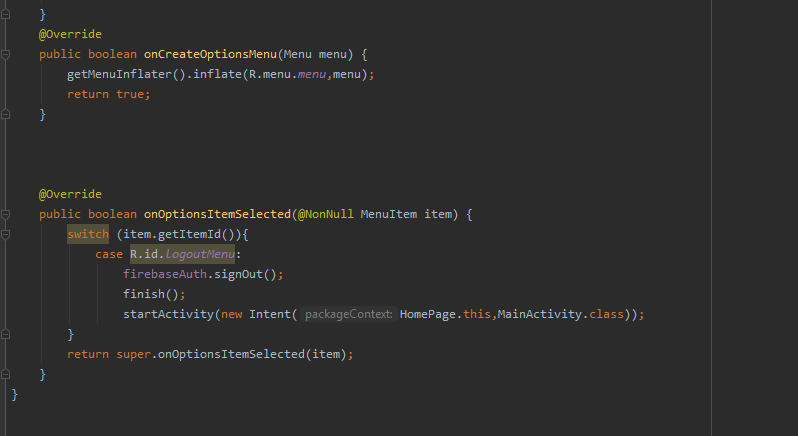 }
@Override
public boolean onCreateOptionsMenu(Menu menu) {
getMenuInflater().inflate(R.menu.menu,menu);
return true;
}
@Override
public boolean onOptionsItemSelected(@NonNull MenuItem item) {
switch (item.getItemId()){
case R.id.logoutMenu:
firebaseAuth.signOut();
finish();
startActivity(new Intent( packageContext: HomePage.this,MainActivity.class));
}
return super.onOptionsItemSelected(item);
}
}